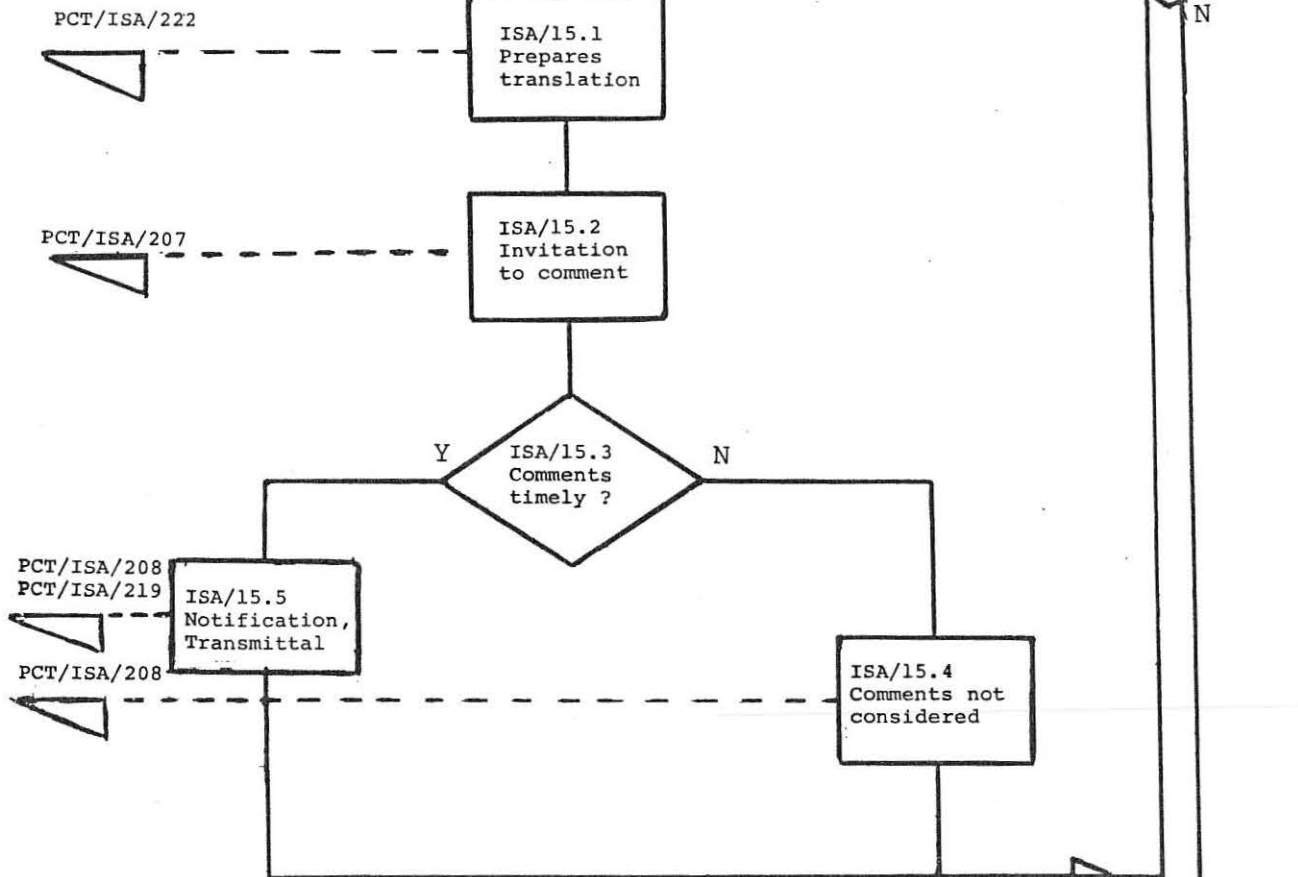 PCT/ISA/222
N
ISA/15.1
Prepares
translation
PCT/ISA/207
ISA/15.2
Invitation
to comment
Y
ISA/15.3
Comments
timely ?
N
PCT/ISA/208
PCT/ISA/219
ISA/15.5
Notification,
Transmittal
PCT/ISA/208
ISA/15.4
Comments not
considered